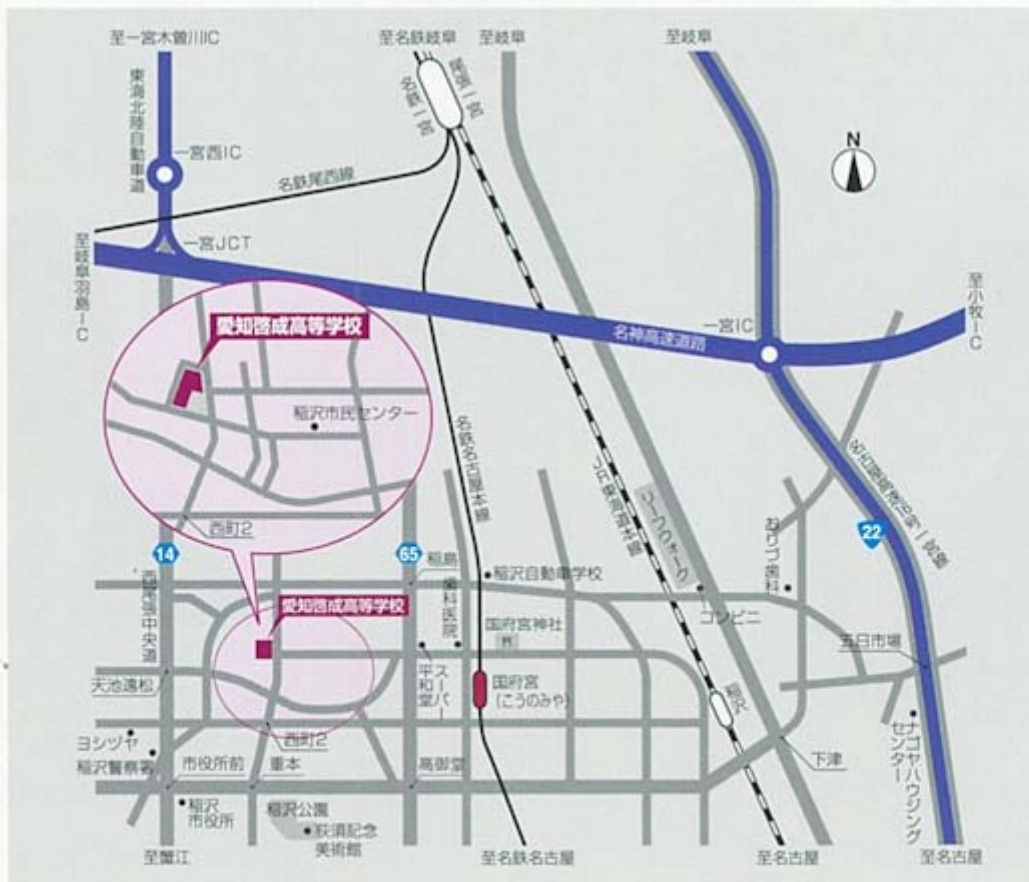 至一宮木曽川IC
至名鉄岐阜
至岐阜
至岐阜
東海北陸自動車道
尾張一宮
名鉄一宮
N
一宮西IC
名鉄尾西線
一宮JCT
至岐阜羽島IC
至小牧IC
愛知啓成高等学校
一宮IC
名神高速道路
稲沢市民センター
名鉄名古屋本線
JR東海道本線
名古屋高速16号一宮線
リーフウォーク
西町2
22
おりづ歯科
14
65
稲島
稲沢自動車学校
西尾張中央道
愛知啓成高等学校
歯科医院
国府宮神社
コンビニ
五日市場
天池遠松
スーパー
平和堂
国府宮
(こうのみや)
稲沢
ヨシヅヤ
西町2
ナゴヤハウジング
センター
稲沢警察署
市役所前
重本
高御堂
下津
稲沢
市役所
稲沢公園
荻須記念
美術館
至蟹江
至名鉄名古屋
至名古屋
至名古屋